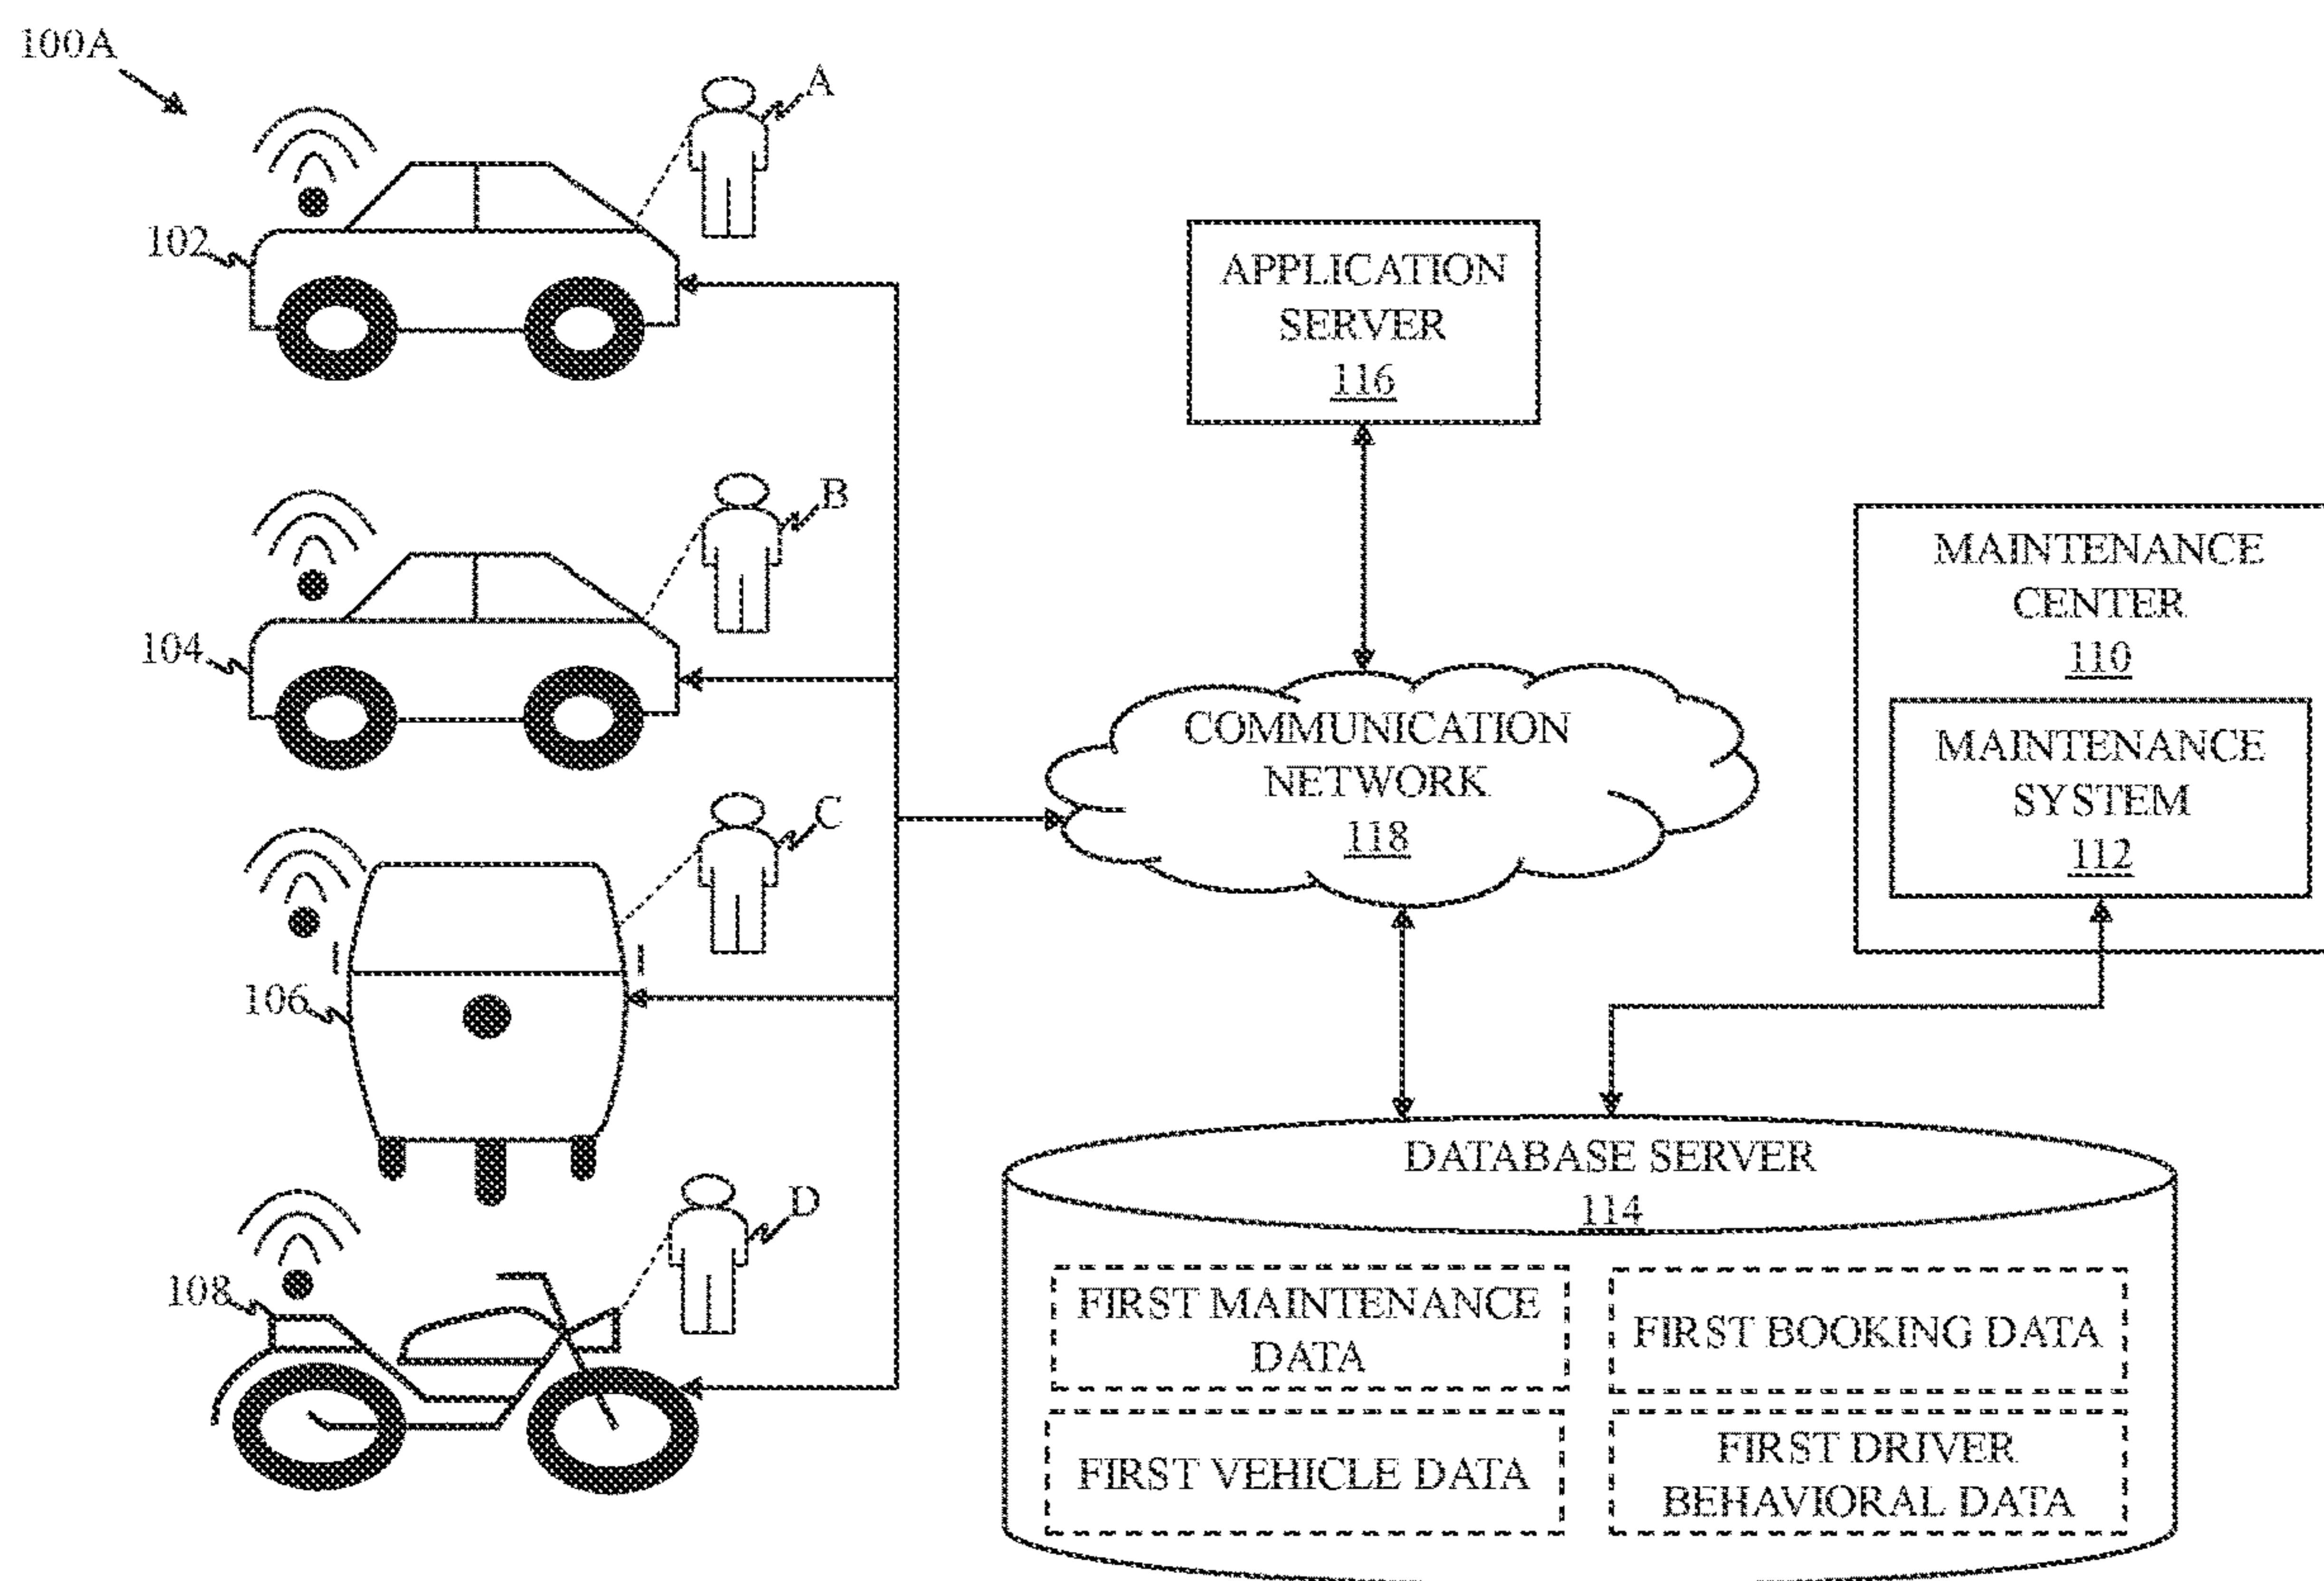 100A
A
102
B
104
C
106
D
108
APPLICATION
SERVER
116
COMMUNICATION
NETWORK
118
MAINTENANCE
CENTER
110
MAINTENANCE
SYSTEM
112
DATABASE SERVER
114
FIRST MAINTENANCE
DATA
FIRST BOOKING DATA
FIRST VEHICLE DATA
FIRST DRIVER
BEHAVIORAL DATA